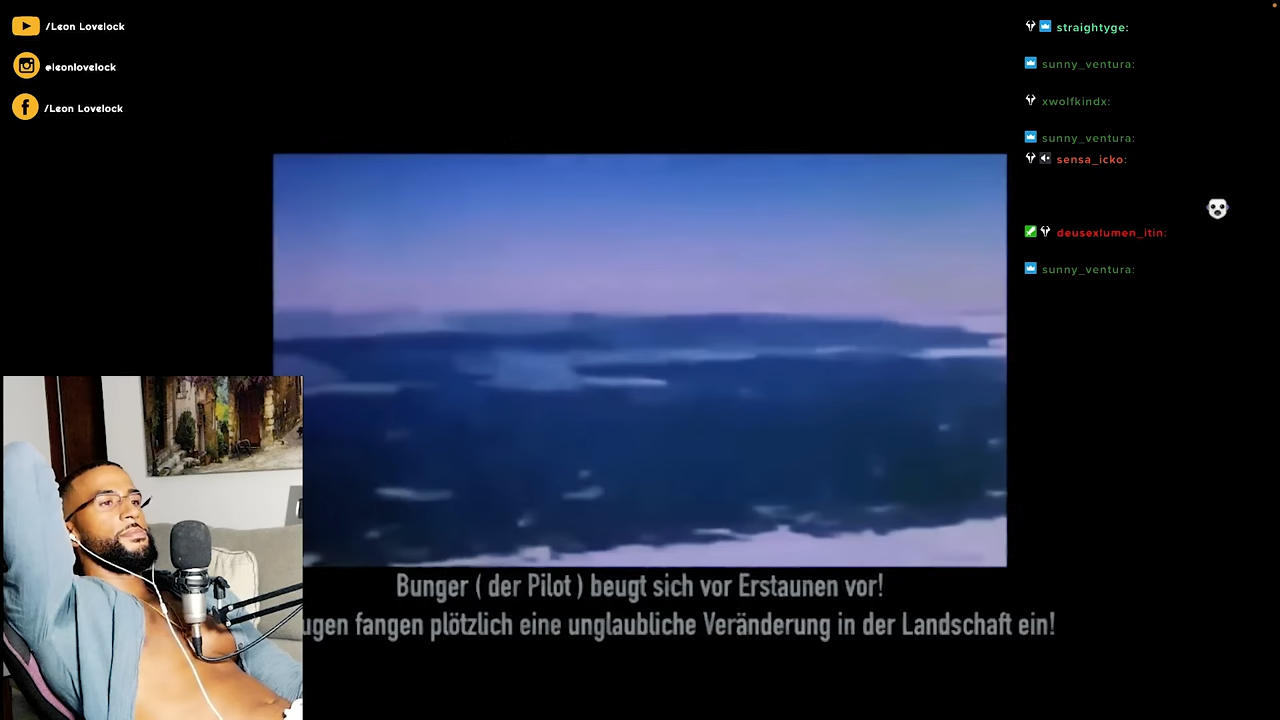 /Leon Lovelock
@leonlovelock
/Leon Lovelock
straightyge:
sunny_ventura:
xwolfkindx:
sunny_ventura:
sensa_icko:
deusexlumen_itin:
sunny_ventura:
Bunger ( der Pilot ) beugt sich vor Erstaunen vor!
fangen plötzlich eine unglaubliche Veränderung in der Landschaft ein!